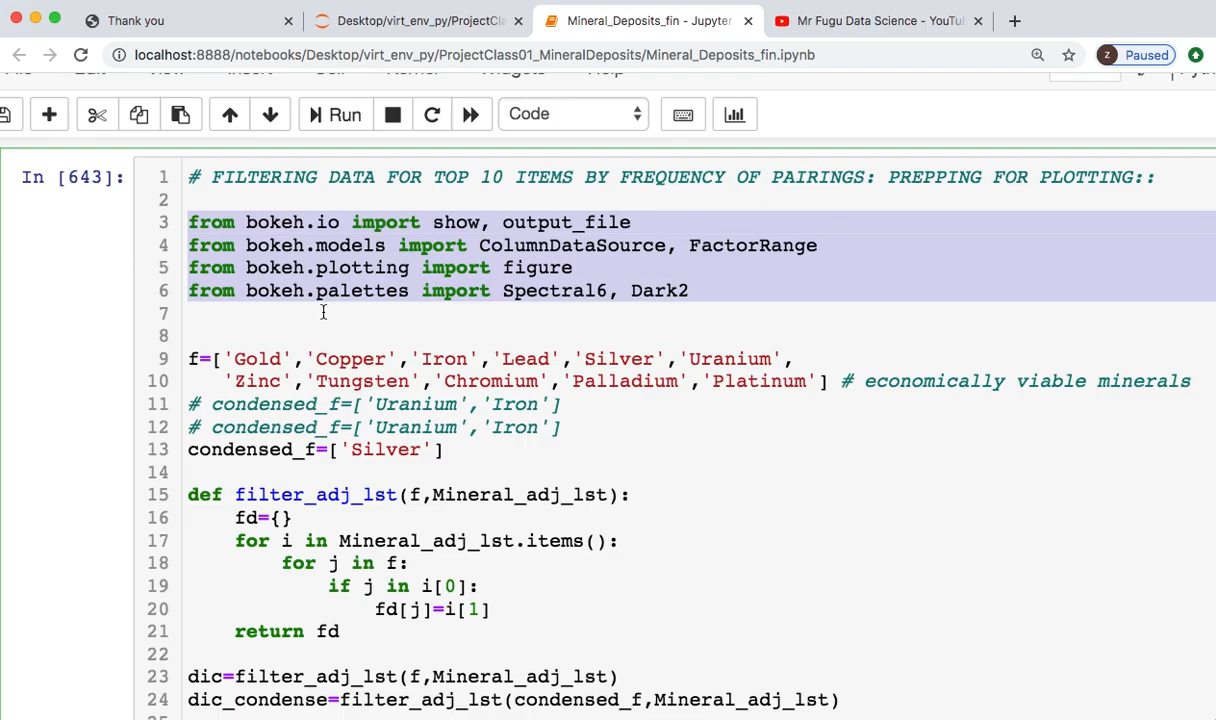 Thank you
Desktop/virt_env_py/ProjectClas
Mineral_Deposits_fin - Jupyter
Mr Fugu Data Science - YouTu
localhost:8888/notebooks/Desktop/virt_env_py/ProjectClass01_MineralDeposits/Mineral_Deposits_fin.ipynb
z Paused
Run
Code
In [643]:
1 # FILTERING DATA FOR TOP 10 ITEMS BY FREQUENCY OF PAIRINGS: PREPPING FOR PLOTTING::
2
3 from bokeh.io import show, output_file
4 from bokeh.models import ColumnDataSource, FactorRange
5 from bokeh.plotting import figure
6 from bokeh.palettes import Spectral6, Dark2
7
8
9 f=['Gold','Copper','Iron','Lead','Silver','Uranium',
10 'Zinc','Tungsten','Chromium','Palladium','Platinum'] # economically viable minerals
11 # condensed_f=['Uranium','Iron']
12 # condensed_f=['Uranium','Iron']
13 condensed_f=['Silver']
14
15 def filter_adj_lst(f,Mineral_adj_lst):
16 fd={}
17 for i in Mineral_adj_lst.items():
18 for j in f:
19 if j in i[0]:
20 fd[j]=i[1]
21 return fd
22
23 dic=filter_adj_lst(f,Mineral_adj_lst)
24 dic_condense=filter_adj_lst(condensed_f,Mineral_adj_lst)